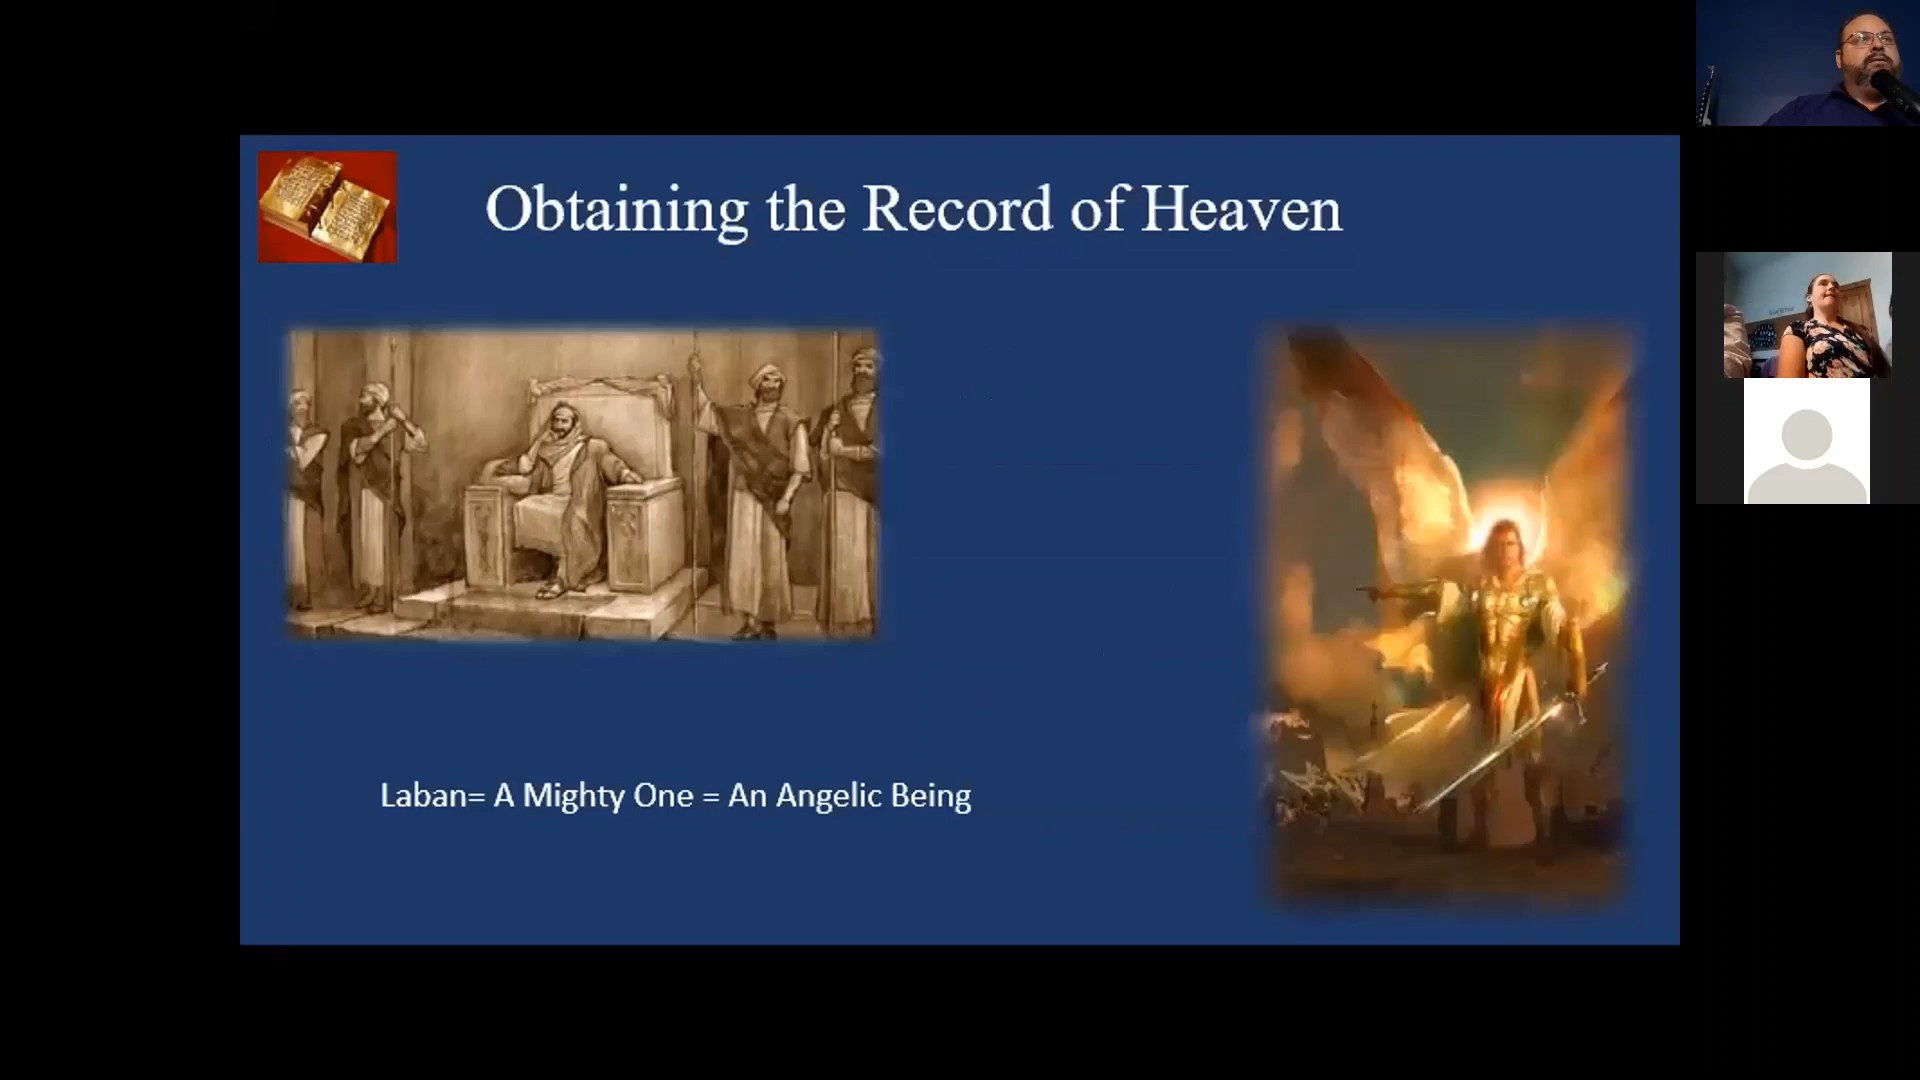 Obtaining the Record of Heaven
Laban= A Mighty One = An Angelic Being